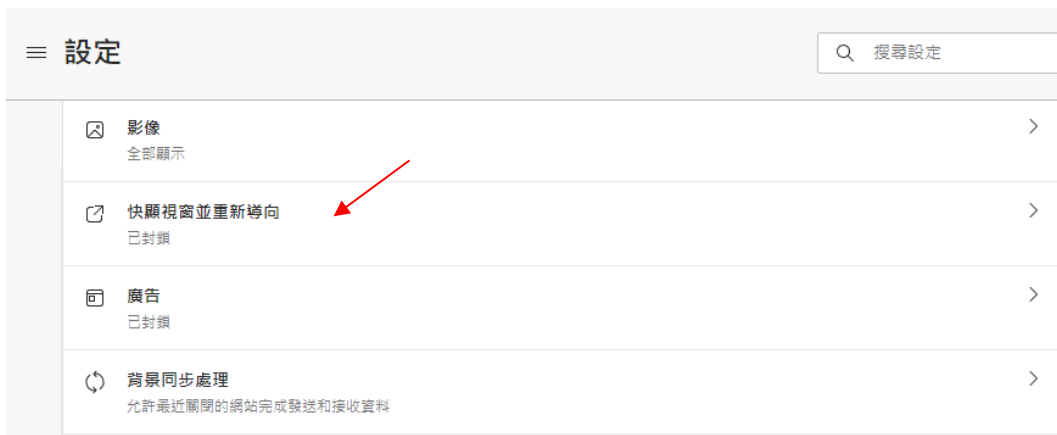 設定
搜尋設定
影像
全部顯示
快顯視窗並重新導向
已封鎖
廣告
已封鎖
背景同步處理
允許最近關閉的網站完成發送和接收資料